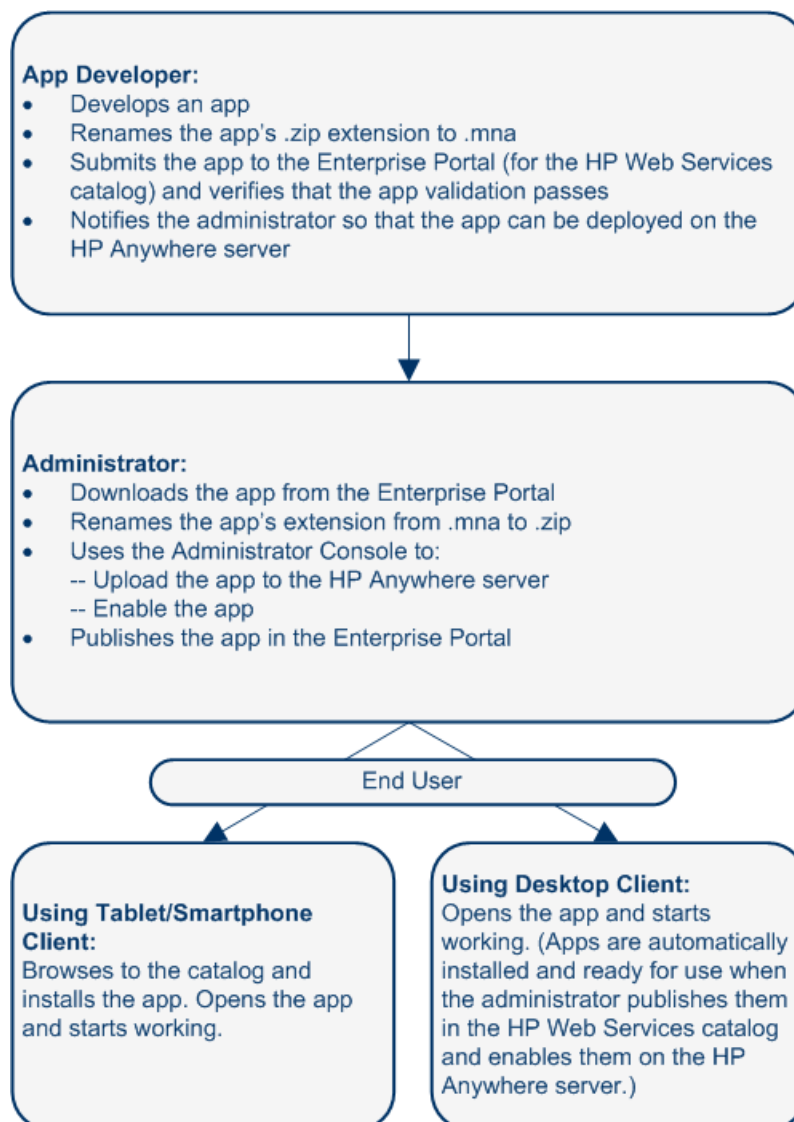 App Developer:
• Develops an app
• Renames the app's .zip extension to .mna
• Submits the app to the Enterprise Portal (for the HP Web Services
catalog) and verifies that the app validation passes
• Notifies the administrator so that the app can be deployed on the
HP Anywhere server
Administrator:
• Downloads the app from the Enterprise Portal
• Renames the app's extension from .mna to .zip
• Uses the Administrator Console to:
-- Upload the app to the HP Anywhere server
-- Enable the app
• Publishes the app in the Enterprise Portal
End User
Using Tablet/Smartphone
Client:
Browses to the catalog and
installs the app. Opens the app
and starts working.
Using Desktop Client:
Opens the app and starts
working. (Apps are automatically
installed and ready for use when
the administrator publishes them
in the HP Web Services catalog
and enables them on the HP
Anywhere server.)